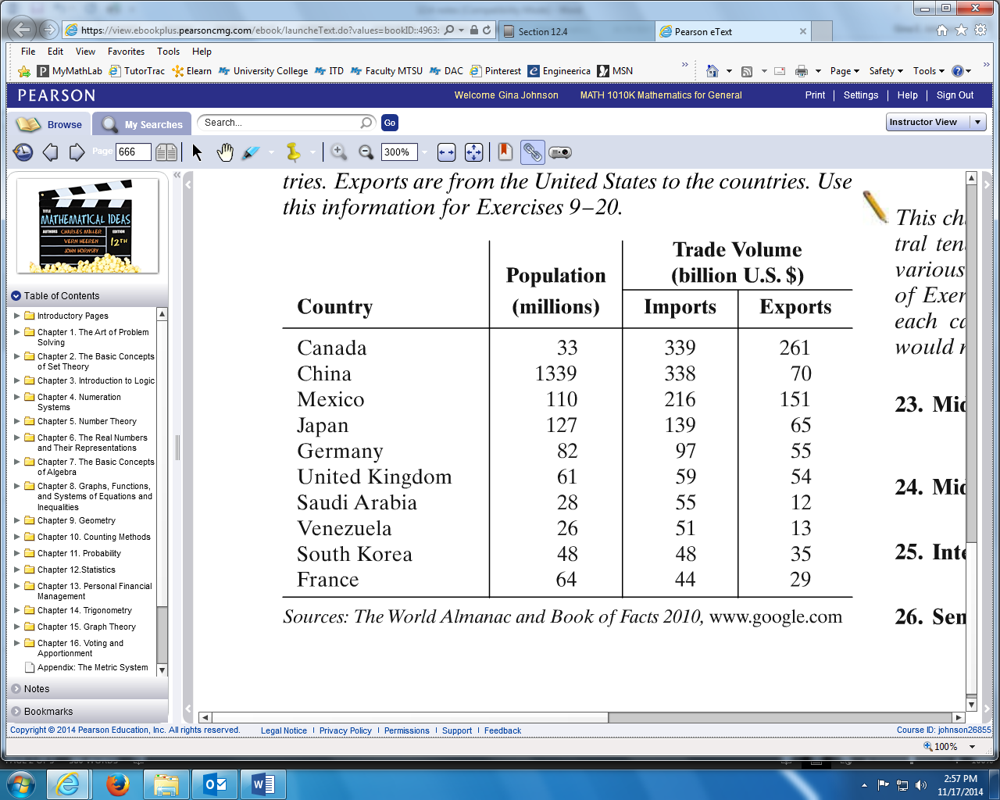 https://view.ebookplus.pearsoncmg.com/ebook/launcheText.do?values=bookID::4963:
Section 12.4
Pearson eText
File Edit View Favorites Tools Help
MyMathLab TutorTrac Elearn University College ITD Faculty MTSU DAC Pinterest Engineerica MSN
Page Safety Tools
PEARSON
Welcome Gina Johnson MATH 1010K Mathematics for General
Print Settings Help Sign Out
Browse My Searches Search... Go
Instructor View
Page 666 300%
TITLE
MATHEMATICAL IDEAS
AUTHORS CHARLES MILLER EDITION
VERN HEEREN 12TH
JOHN HORNSBY
Table of Contents
Introductory Pages
Chapter 1. The Art of Problem
Solving
Chapter 2. The Basic Concepts
of Set Theory
Chapter 3. Introduction to Logic
Chapter 4. Numeration
Systems
Chapter 5. Number Theory
Chapter 6. The Real Numbers
and Their Representations
Chapter 7. The Basic Concepts
of Algebra
Chapter 8. Graphs, Functions,
and Systems of Equations and
Inequalities
Chapter 9. Geometry
Chapter 10. Counting Methods
Chapter 11. Probability
Chapter 12.Statistics
Chapter 13. Personal Financial
Management
Chapter 14. Trigonometry
Chapter 15. Graph Theory
Chapter 16. Voting and
Apportionment
Appendix: The Metric System
Notes
Bookmarks
tries. Exports are from the United States to the countries. Use
this information for Exercises 9–20.
Trade Volume
Population (billion U.S. $)
Country (millions) Imports Exports
Canada 33 339 261
China 1339 338 70
Mexico 110 216 151
Japan 127 139 65
Germany 82 97 55
United Kingdom 61 59 54
Saudi Arabia 28 55 12
Venezuela 26 51 13
South Korea 48 48 35
France 64 44 29
Sources: The World Almanac and Book of Facts 2010, www.google.com
This ch
tral ten
various
of Exer
each ca
would n
23. Mid
24. Mid
25. Inte
26. Sem
Copyright © 2014 Pearson Education, Inc. All rights reserved.
Legal Notice | Privacy Policy | Permissions | Support | Feedback
Course ID: johnson26855
100%
2:57 PM
11/17/2014